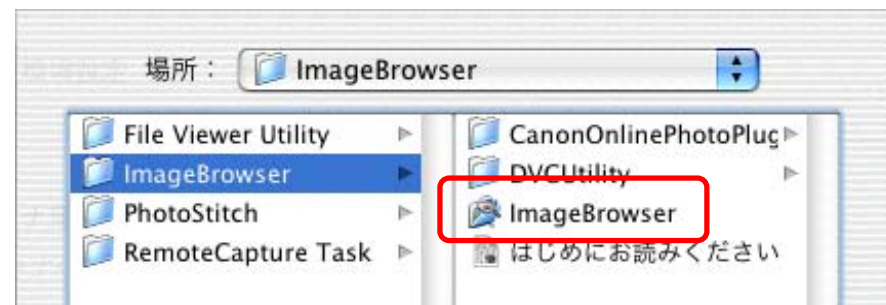 場所： ImageBrowser
File Viewer Utility
ImageBrowser
PhotoStitch
RemoteCapture Task
CanonOnlinePhotoPlug
DVCUtility
ImageBrowser
はじめにお読みください